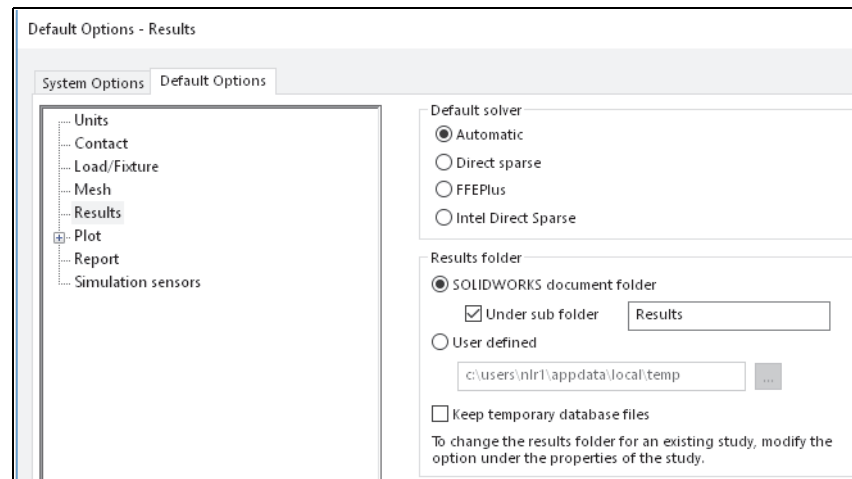 Default Options - Results
System Options
Default Options
Units
Contact
Load/Fixture
Mesh
Results
Plot
Report
Simulation sensors
Default solver
Automatic
Direct sparse
FFEPlus
Intel Direct Sparse
Results folder
SOLIDWORKS document folder
Under sub folder
Results
User defined
c:\users\nlr1\appdata\local\temp
...
Keep temporary database files
To change the results folder for an existing study, modify the
option under the properties of the study.